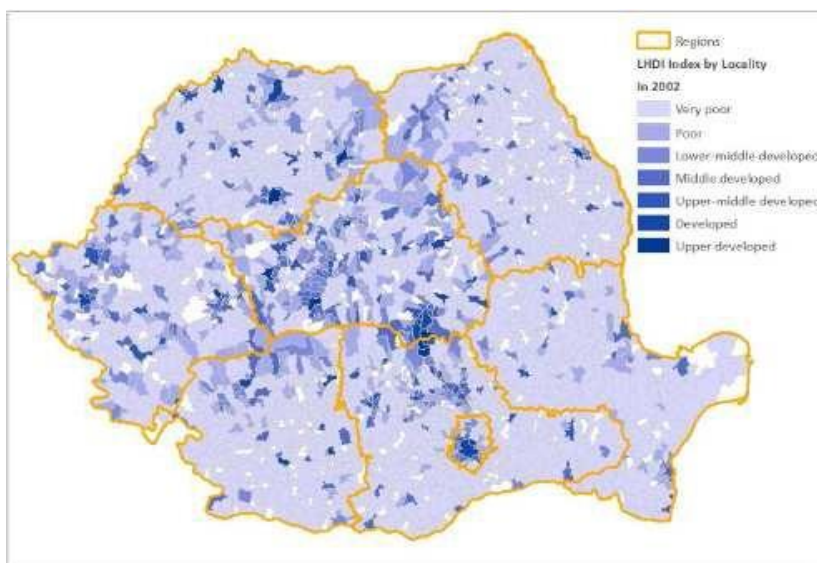 Regions
LHDI Index by Locality
In 2002
Very poor
Poor
Lower-middle-developed
Middle developed
Upper-middle developed
Developed
Upper-developed